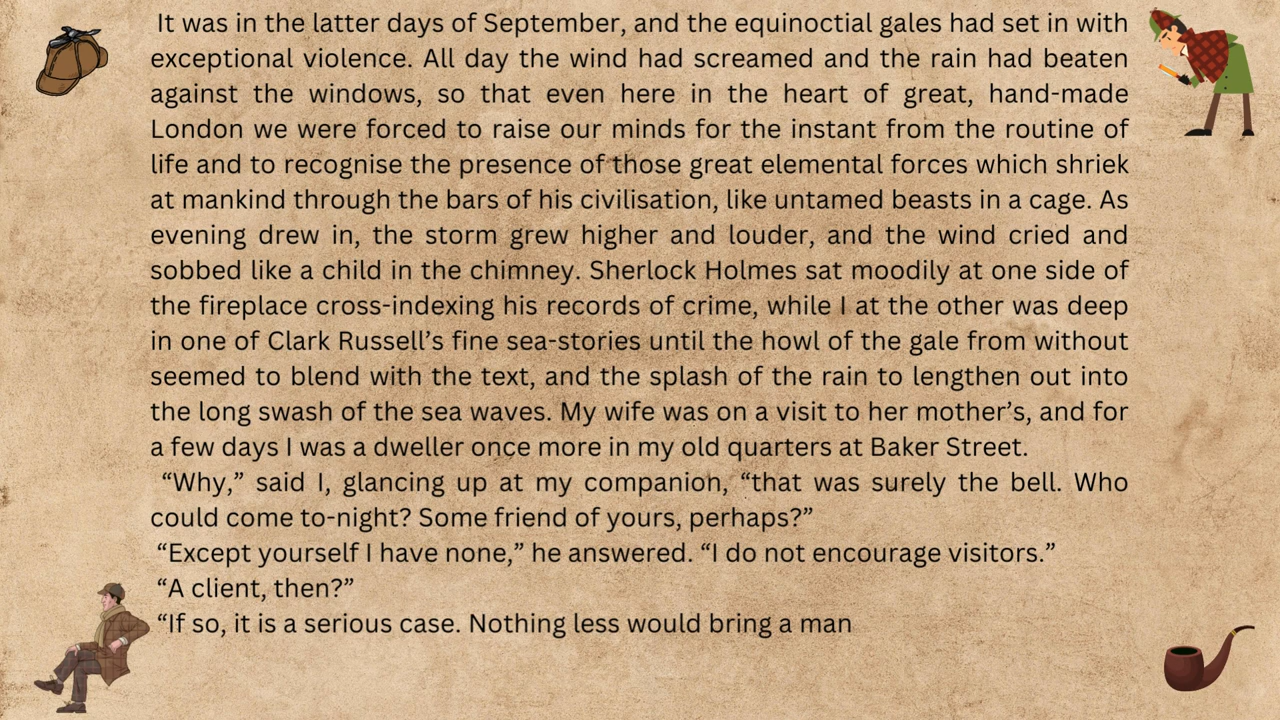 It was in the latter days of September, and the equinoctial gales had set in with
exceptional violence. All day the wind had screamed and the rain had beaten
against the windows, so that even here in the heart of great, hand-made
London we were forced to raise our minds for the instant from the routine of
life and to recognise the presence of those great elemental forces which shriek
at mankind through the bars of his civilisation, like untamed beasts in a cage. As
evening drew in, the storm grew higher and louder, and the wind cried and
sobbed like a child in the chimney. Sherlock Holmes sat moodily at one side of
the fireplace cross-indexing his records of crime, while I at the other was deep
in one of Clark Russell’s fine sea-stories until the howl of the gale from without
seemed to blend with the text, and the splash of the rain to lengthen out into
the long swash of the sea waves. My wife was on a visit to her mother’s, and for
a few days I was a dweller once more in my old quarters at Baker Street.
“Why,” said I, glancing up at my companion, “that was surely the bell. Who
could come to-night? Some friend of yours, perhaps?”
“Except yourself I have none,” he answered. “I do not encourage visitors.”
“A client, then?”
“If so, it is a serious case. Nothing less would bring a man